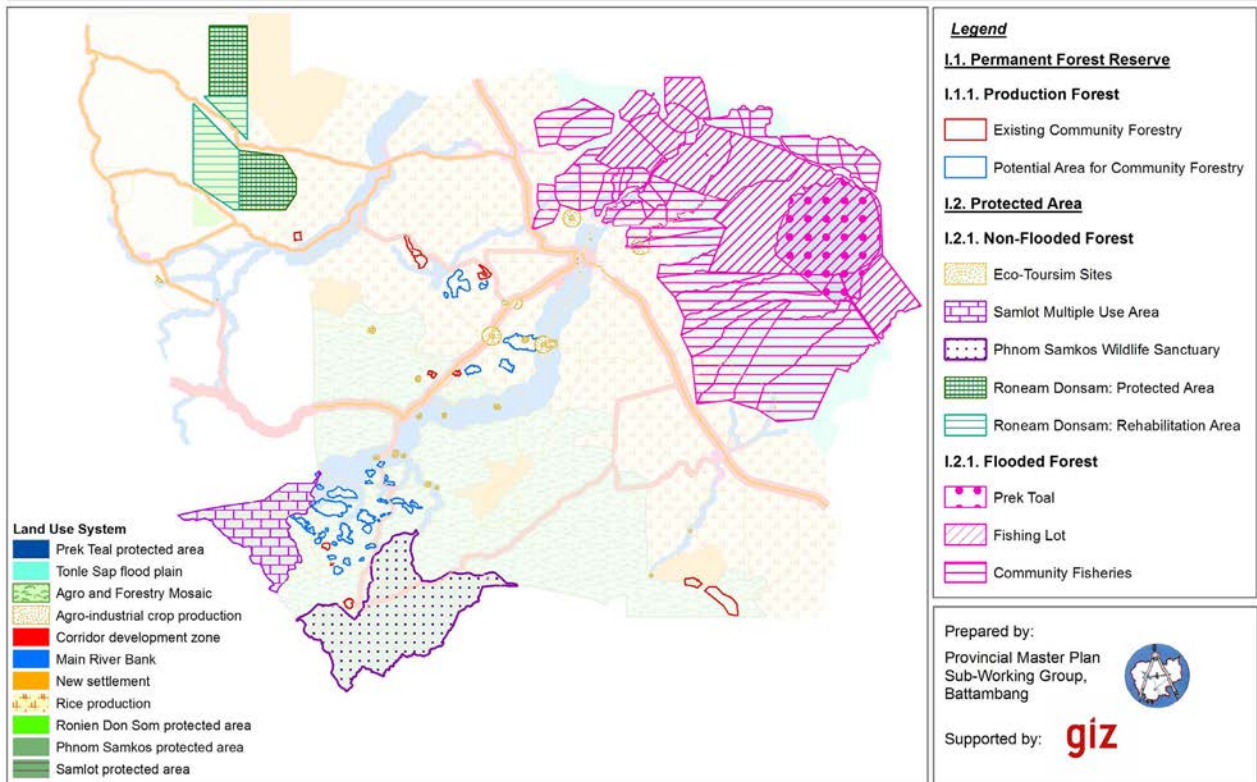 Legend
I.1. Permanent Forest Reserve
I.1.1. Production Forest
Existing Community Forestry
Potential Area for Community Forestry
I.2. Protected Area
I.2.1. Non-Flooded Forest
Eco-Toursim Sites
Samlot Multiple Use Area
Phnom Samkos Wildlife Sanctuary
Roneam Donsam: Protected Area
Roneam Donsam: Rehabilitation Area
I.2.1. Flooded Forest
Prek Toal
Fishing Lot
Community Fisheries
Land Use System
Prek Teal protected area
Tonle Sap flood plain
Agro and Forestry Mosaic
Agro-industrial crop production
Corridor development zone
Main River Bank
New settlement
Rice production
Ronien Don Som protected area
Phnom Samkos protected area
Samlot protected area
Prepared by:
Provincial Master Plan
Sub-Working Group,
Battambang
Supported by:
giz